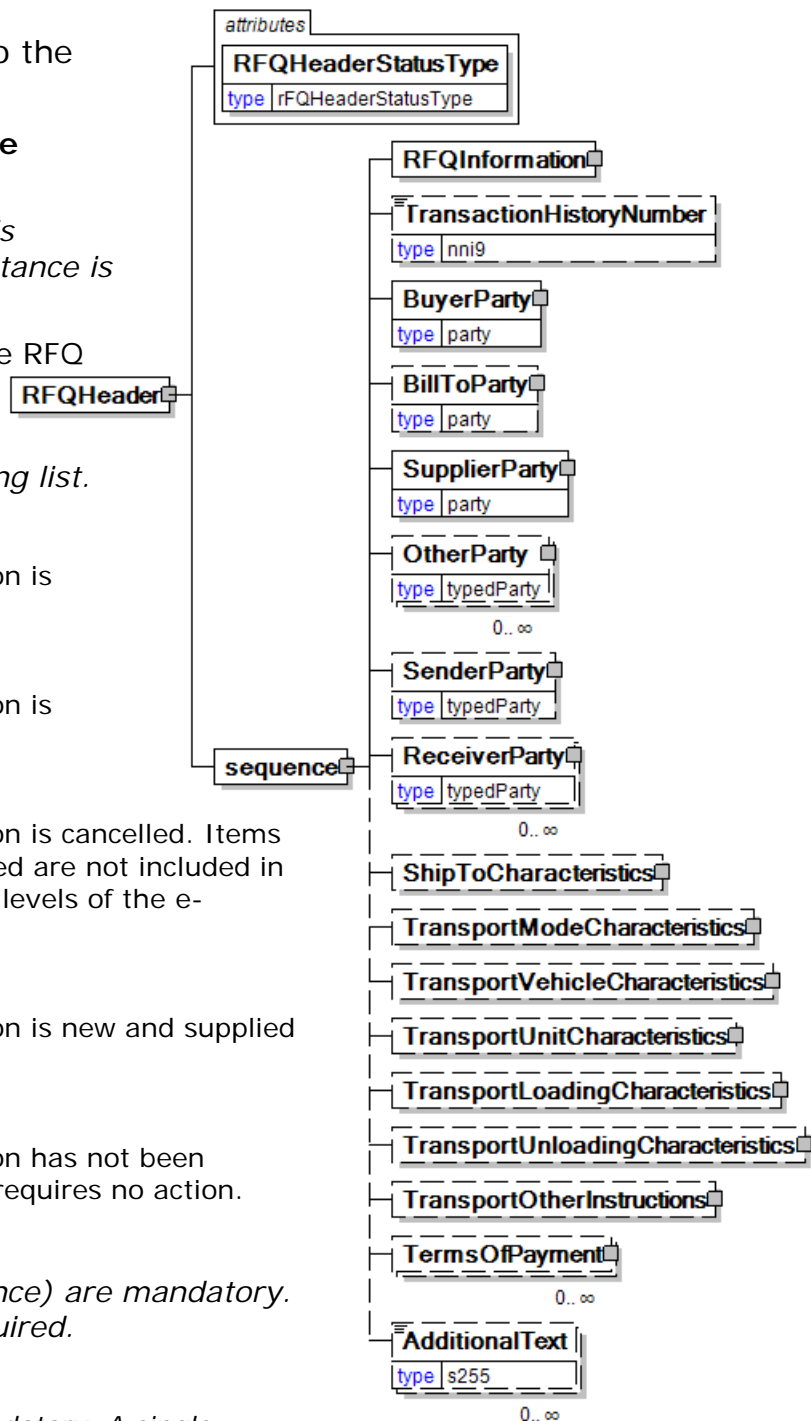 o the
e
is
tance is
e RFQ
ng list.
on is
on is
on is cancelled. Items
ed are not included in
levels of the e-
on is new and supplied
on has not been
requires no action.
nce) are mandatory.
uired.
attributes
RFQHeaderStatusType
type rFQHeaderStatusType
RFQHeader
sequence
RFQInformation
TransactionHistoryNumber
type nni9
BuyerParty
type party
BillToParty
type party
SupplierParty
type party
OtherParty
type typedParty
0..∞
SenderParty
type typedParty
ReceiverParty
type typedParty
0..∞
ShipToCharacteristics
TransportModeCharacteristics
TransportVehicleCharacteristics
TransportUnitCharacteristics
TransportLoadingCharacteristics
TransportUnloadingCharacteristics
TransportOtherInstructions
TermsOfPayment
0..∞
AdditionalText
type s255
0..∞